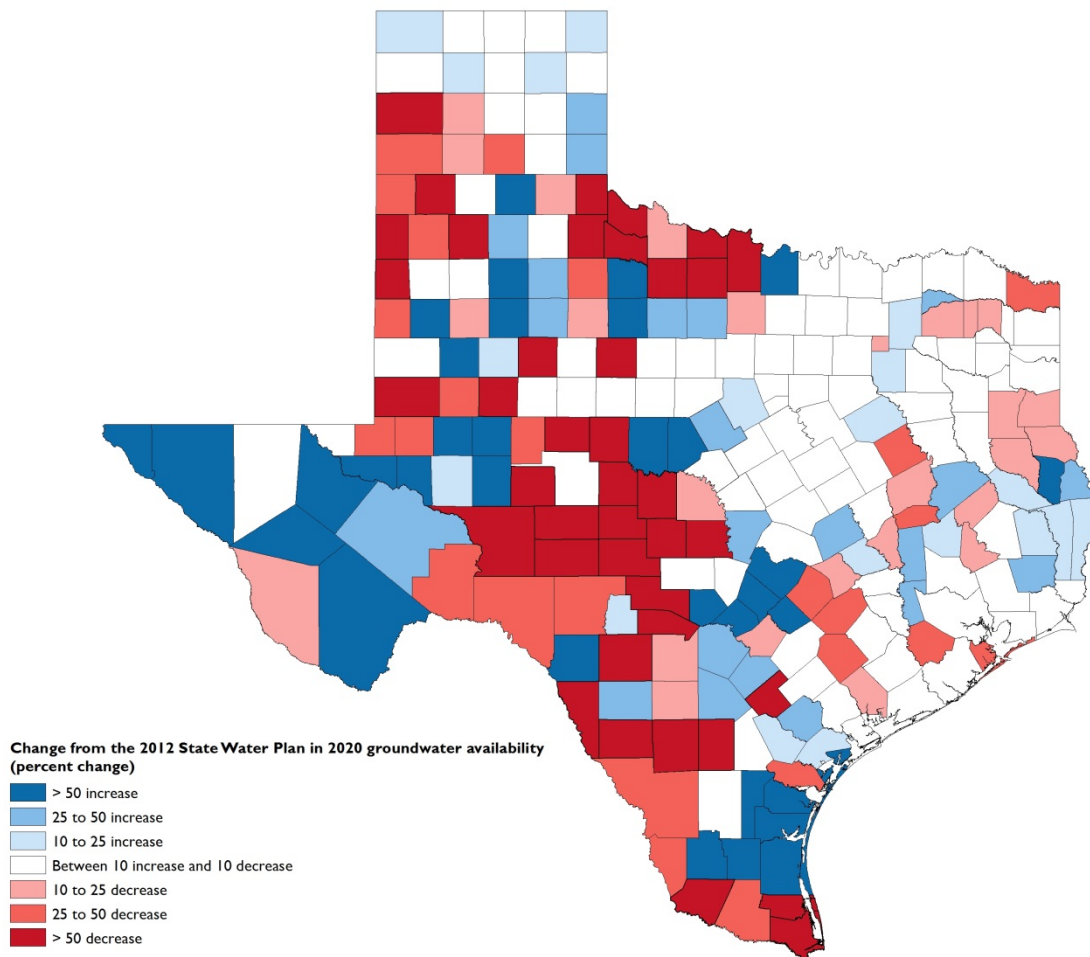 Change from the 2012 State Water Plan in 2020 groundwater availability
(percent change)
> 50 increase
25 to 50 increase
10 to 25 increase
Between 10 increase and 10 decrease
10 to 25 decrease
25 to 50 decrease
> 50 decrease